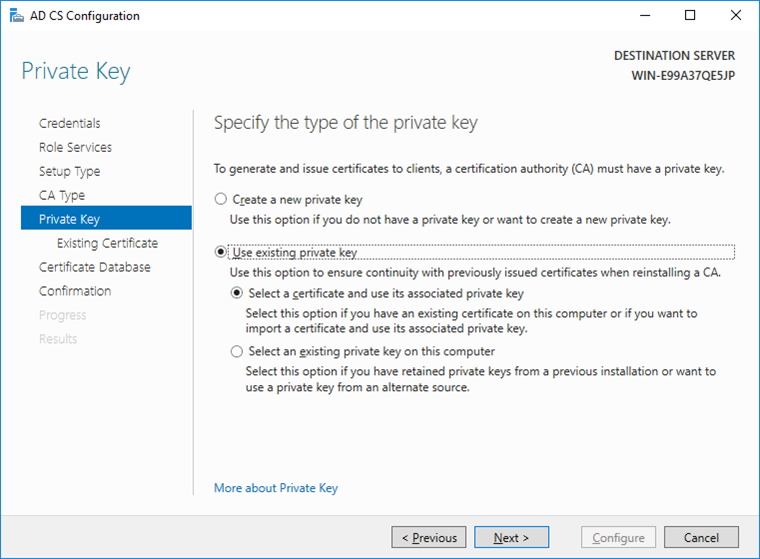 AD CS Configuration
DESTINATION SERVER
WIN-E99A37QE5JP
Private Key
Credentials
Role Services
Setup Type
CA Type
Private Key
Existing Certificate
Certificate Database
Confirmation
Progress
Results
Specify the type of the private key
To generate and issue certificates to clients, a certification authority (CA) must have a private key.
Create a new private key
Use this option if you do not have a private key or want to create a new private key.
Use existing private key
Use this option to ensure continuity with previously issued certificates when reinstalling a CA.
Select a certificate and use its associated private key
Select this option if you have an existing certificate on this computer or if you want to
import a certificate and use its associated private key.
Select an existing private key on this computer
Select this option if you have retained private keys from a previous installation or want to
use a private key from an alternate source.
More about Private Key
< Previous
Next >
Configure
Cancel